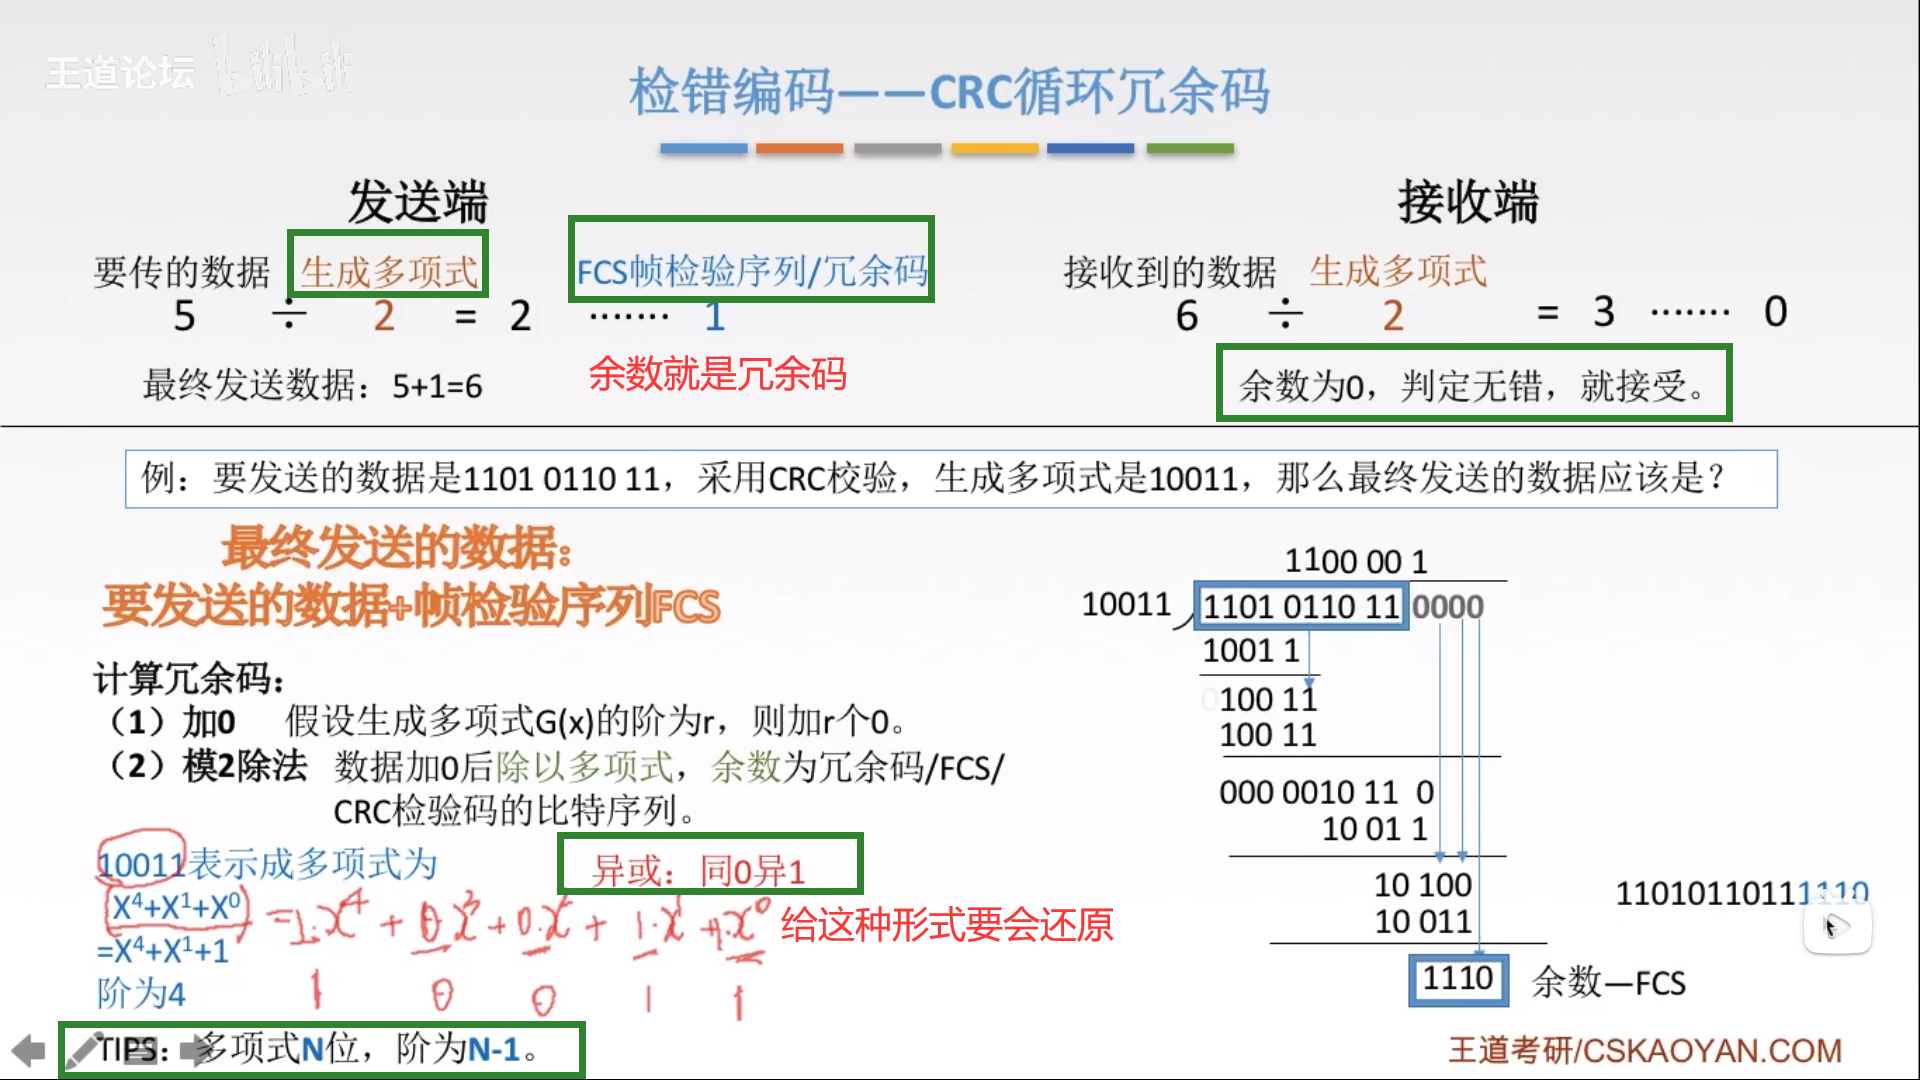 王道论坛 bilibili
检错编码——CRC循环冗余码
发送端
要传的数据 生成多项式 FCS帧检验序列/冗余码
5 ÷ 2 = 2 ······· 1
最终发送数据：5+1=6
余数就是冗余码
接收端
接收到的数据 生成多项式
6 ÷ 2 = 3 ······· 0
余数为0，判定无错，就接受。
例：要发送的数据是1101 0110 11，采用CRC校验，生成多项式是10011，那么最终发送的数据应该是？
最终发送的数据：
要发送的数据+帧检验序列FCS
计算冗余码：
（1）加0 假设生成多项式G(x)的阶为r，则加r个0。
（2）模2除法 数据加0后除以多项式，余数为冗余码/FCS/
CRC检验码的比特序列。
10011表示成多项式为
X⁴+X¹+X⁰
=X⁴+X¹+1
阶为4
异或：同0异1
=1·x⁴ + 0x³ + 0·x² + 1·x¹ + 1·x⁰
1 0 0 1 1
给这种形式要会还原
TIPS：多项式N位，阶为N-1。
1100 00 1
10011 1101 0110 11 0000
1001 1
0100 11
100 11
000 0010 11 0
10 01 1
10 100
10 011
1110 余数—FCS
11010110111110
王道考研/CSKAOYAN.COM